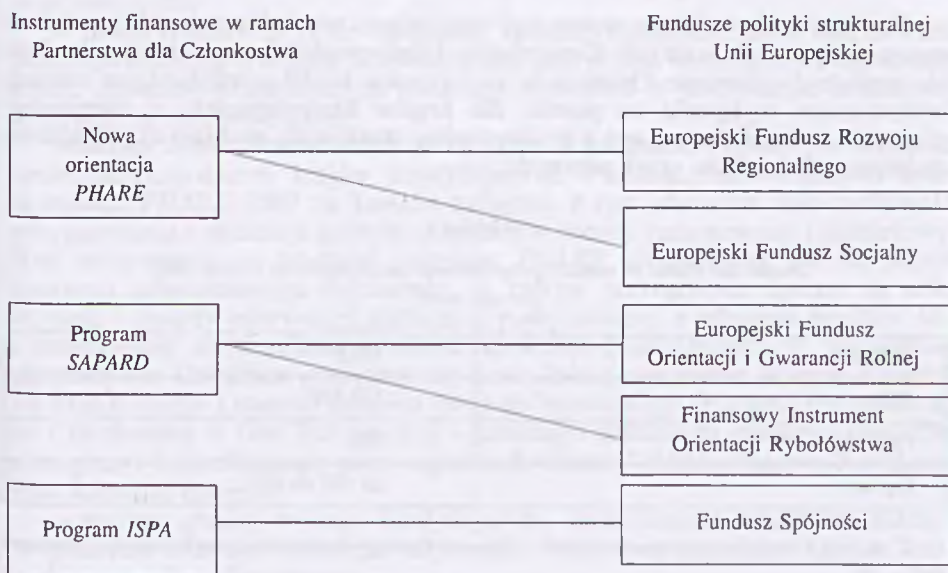 Instrumenty finansowe w ramach
Partnerstwa dla Członkostwa
Fundusze polityki strukturalnej
Unii Europejskiej
Nowa
orientacja
PHARE
Europejski Fundusz Rozwoju
Regionalnego
Europejski Fundusz Socjalny
Program
SAPARD
Europejski Fundusz
Orientacji i Gwarancji Rolnej
Finansowy Instrument
Orientacji Rybołówstwa
Program ISPA
Fundusz Spójności